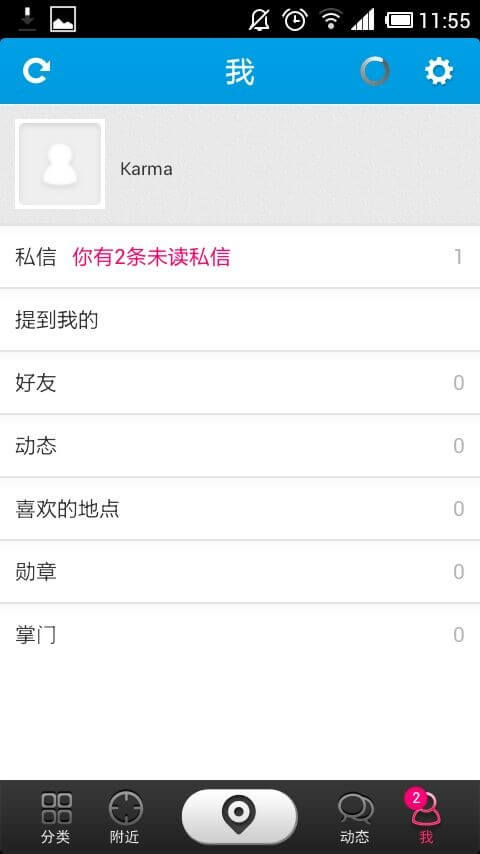 11:55
我
Karma
私信 你有2条未读私信 1
提到我的
好友 0
动态 0
喜欢的地点 0
勋章 0
掌门 0
2
分类 附近 动态 我